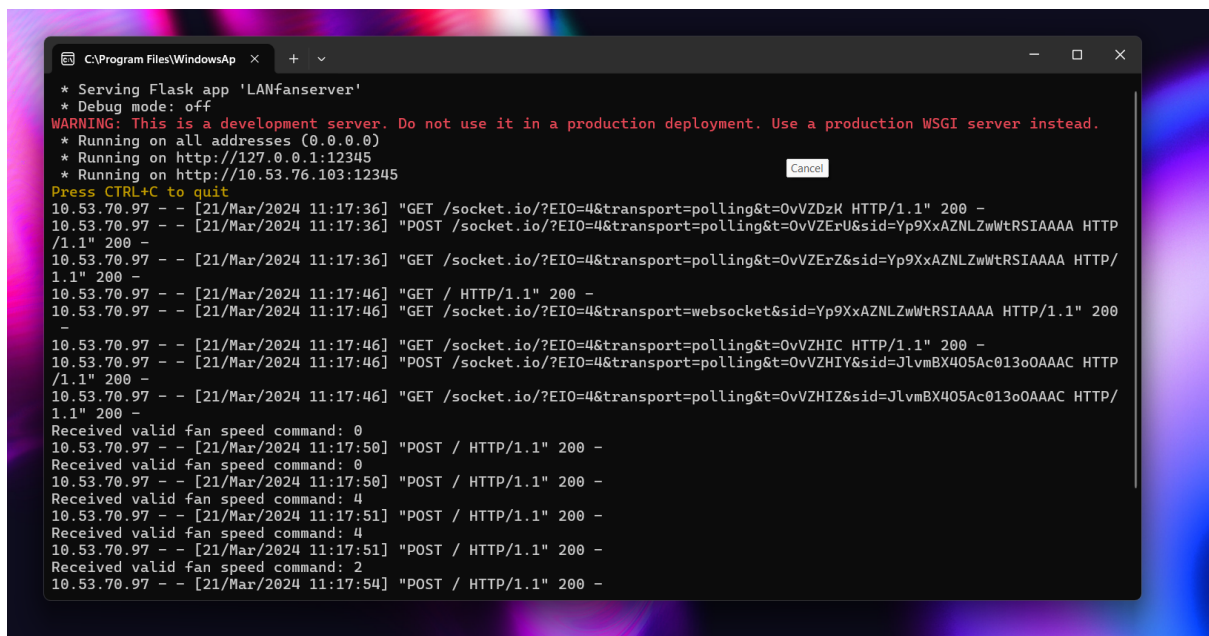 C:\Program Files\WindowsAp
* Serving Flask app 'LANfanserver'
* Debug mode: off
WARNING: This is a development server. Do not use it in a production deployment. Use a production WSGI server instead.
* Running on all addresses (0.0.0.0)
* Running on http://127.0.0.1:12345
* Running on http://10.53.76.103:12345
Cancel
Press CTRL+C to quit
10.53.70.97 - - [21/Mar/2024 11:17:36] "GET /socket.io/?EIO=4&transport=polling&t=OvVZDzK HTTP/1.1" 200 -
10.53.70.97 - - [21/Mar/2024 11:17:36] "POST /socket.io/?EIO=4&transport=polling&t=OvVZErU&sid=Yp9XxAZNLZwWtRSIAAAA HTTP
/1.1" 200 -
10.53.70.97 - - [21/Mar/2024 11:17:36] "GET /socket.io/?EIO=4&transport=polling&t=OvVZErZ&sid=Yp9XxAZNLZwWtRSIAAAA HTTP/
1.1" 200 -
10.53.70.97 - - [21/Mar/2024 11:17:46] "GET / HTTP/1.1" 200 -
10.53.70.97 - - [21/Mar/2024 11:17:46] "GET /socket.io/?EIO=4&transport=websocket&sid=Yp9XxAZNLZwWtRSIAAAA HTTP/1.1" 200
-
10.53.70.97 - - [21/Mar/2024 11:17:46] "GET /socket.io/?EIO=4&transport=polling&t=OvVZHIC HTTP/1.1" 200 -
10.53.70.97 - - [21/Mar/2024 11:17:46] "POST /socket.io/?EIO=4&transport=polling&t=OvVZHIY&sid=JlvmBX4O5Ac013oOAAAC HTTP
/1.1" 200 -
10.53.70.97 - - [21/Mar/2024 11:17:46] "GET /socket.io/?EIO=4&transport=polling&t=OvVZHIZ&sid=JlvmBX4O5Ac013oOAAAC HTTP/
1.1" 200 -
Received valid fan speed command: 0
10.53.70.97 - - [21/Mar/2024 11:17:50] "POST / HTTP/1.1" 200 -
Received valid fan speed command: 0
10.53.70.97 - - [21/Mar/2024 11:17:50] "POST / HTTP/1.1" 200 -
Received valid fan speed command: 4
10.53.70.97 - - [21/Mar/2024 11:17:51] "POST / HTTP/1.1" 200 -
Received valid fan speed command: 4
10.53.70.97 - - [21/Mar/2024 11:17:51] "POST / HTTP/1.1" 200 -
Received valid fan speed command: 2
10.53.70.97 - - [21/Mar/2024 11:17:54] "POST / HTTP/1.1" 200 -